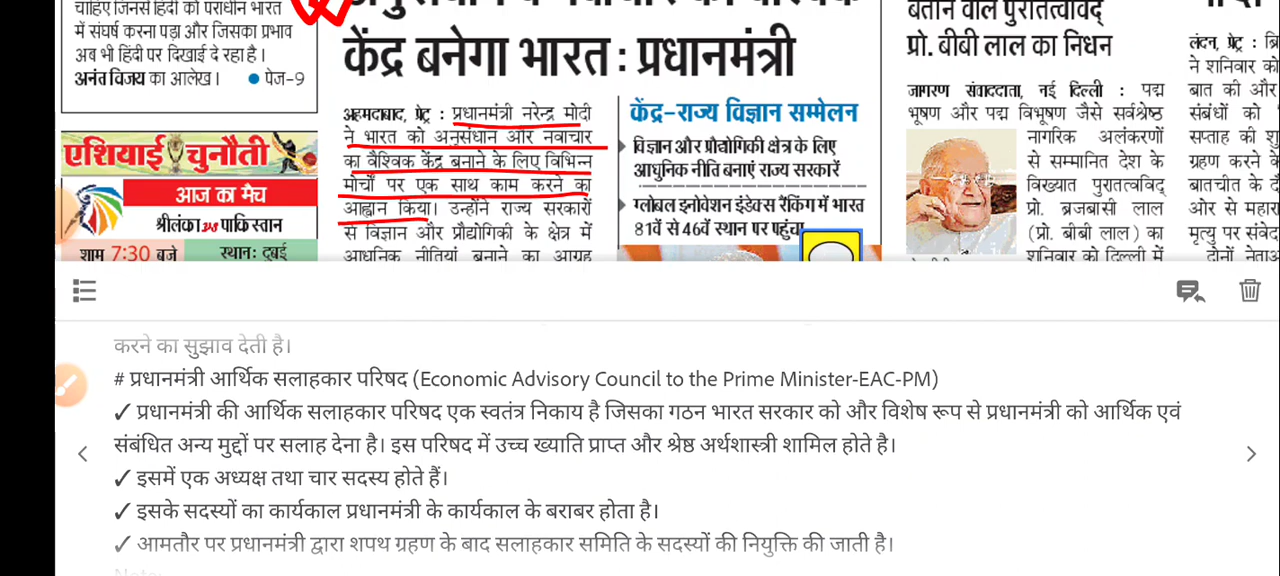 चाहिए जिनसे हिंदी को पराधीन भारत
में संघर्ष करना पड़ा और जिसका प्रभाव
अब भी हिंदी पर दिखाई दे रहा है।
अनंत विजय का आलेख। ● पेज-9
एशियाई चुनौती
आज का मैच
श्रीलंका vs पाकिस्तान
शाम 7:30 बजे स्थान: दुबई
केंद्र बनेगा भारत : प्रधानमंत्री
अहमदाबाद, प्रेट्र : प्रधानमंत्री नरेन्द्र मोदी
ने भारत को अनुसंधान और नवाचार
का वैश्विक केंद्र बनाने के लिए विभिन्न
मोर्चों पर एक साथ काम करने का
आह्वान किया। उन्होंने राज्य सरकारों
से विज्ञान और प्रौद्योगिकी के क्षेत्र में
आधुनिक नीतियां बनाने का आग्रह
केंद्र-राज्य विज्ञान सम्मेलन
विज्ञान और प्रौद्योगिकी क्षेत्र के लिए
आधुनिक नीति बनाएं राज्य सरकारें
ग्लोबल इनोवेशन इंडेक्स रैंकिंग में भारत
81वें से 46वें स्थान पर पहुंचा
बताने वाले पुरातत्वविद्
प्रो. बीबी लाल का निधन
जागरण संवाददाता, नई दिल्ली : पद्म
भूषण और पद्म विभूषण जैसे सर्वश्रेष्ठ
नागरिक अलंकरणों
से सम्मानित देश के
विख्यात पुरातत्वविद्
प्रो. ब्रजबासी लाल
(प्रो. बीबी लाल) का
शनिवार को दिल्ली में
लंदन, प्रेट्र : ब्रि
ने शनिवार को
बात की और
संबंधों को
सप्ताह की शु
ग्रहण करने के
बातचीत के दौ
ओर से महारा
मृत्यु पर संवेद
दोनों नेताअ
करने का सुझाव देती है।
# प्रधानमंत्री आर्थिक सलाहकार परिषद (Economic Advisory Council to the Prime Minister-EAC-PM)
✓ प्रधानमंत्री की आर्थिक सलाहकार परिषद एक स्वतंत्र निकाय है जिसका गठन भारत सरकार को और विशेष रूप से प्रधानमंत्री को आर्थिक एवं
संबंधित अन्य मुद्दों पर सलाह देना है। इस परिषद में उच्च ख्याति प्राप्त और श्रेष्ठ अर्थशास्त्री शामिल होते है।
✓ इसमें एक अध्यक्ष तथा चार सदस्य होते हैं।
✓ इसके सदस्यों का कार्यकाल प्रधानमंत्री के कार्यकाल के बराबर होता है।
✓ आमतौर पर प्रधानमंत्री द्वारा शपथ ग्रहण के बाद सलाहकार समिति के सदस्यों की नियुक्ति की जाती है।